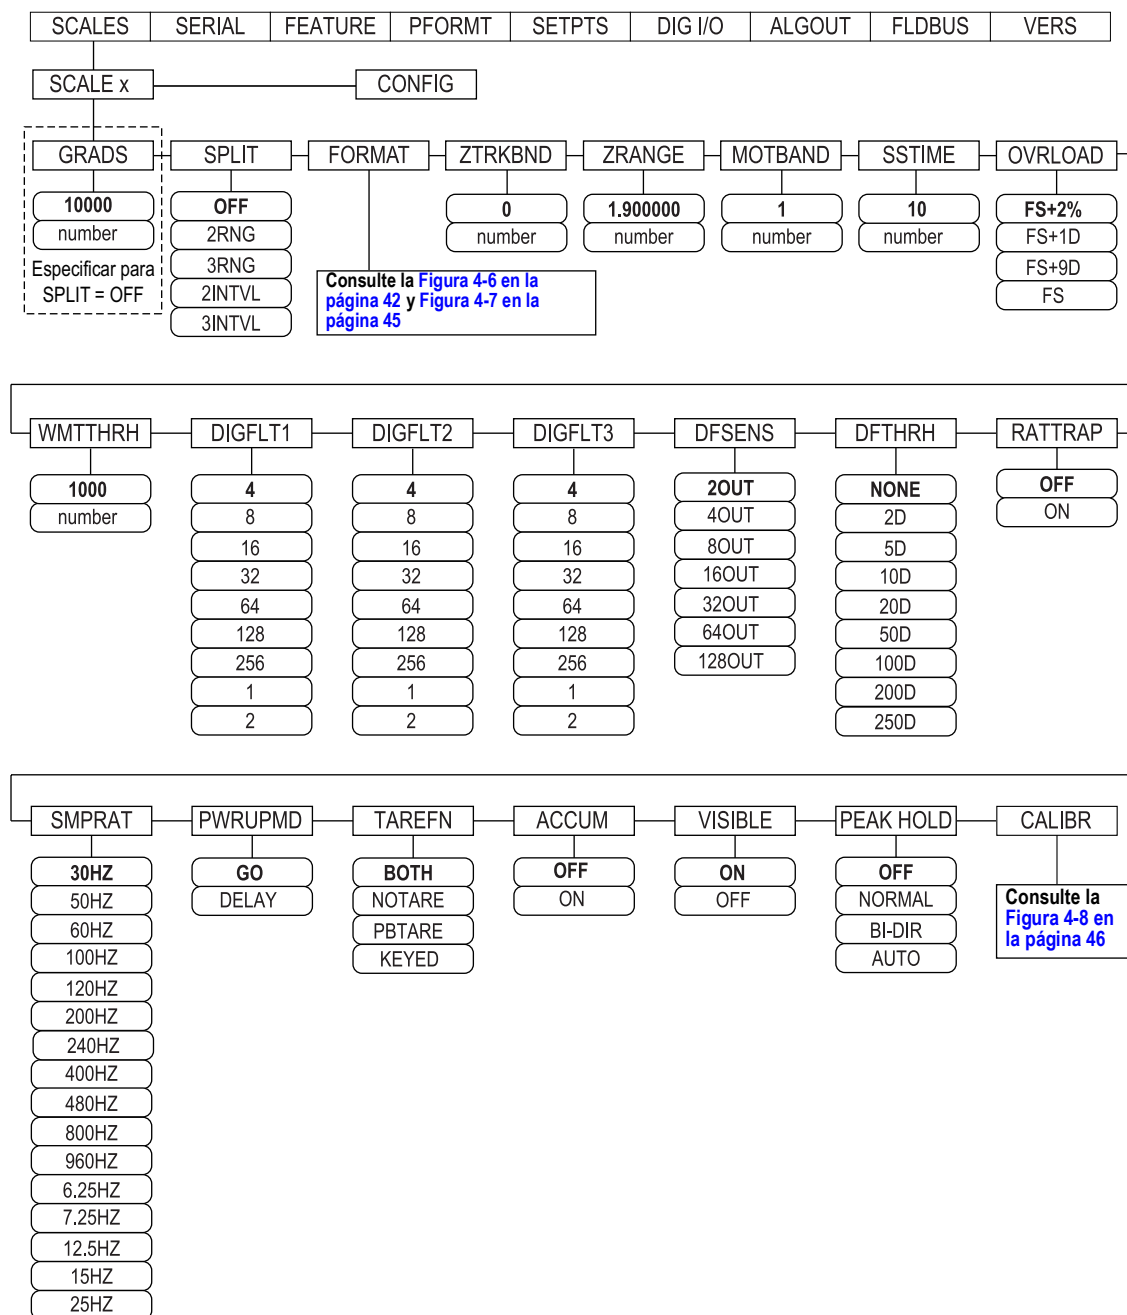 SCALES SERIAL FEATURE PFORMT SETPTS DIG I/O ALGOUT FLDBUS VERS
SCALE x CONFIG
GRADS SPLIT FORMAT ZTRKBND ZRANGE MOTBAND SSTIME OVRLOAD
10000 OFF 0 1.900000 1 10 FS+2%
number 2RNG number number number number FS+1D
3RNG FS+9D
Especificar para
SPLIT = OFF
2INTVL FS
3INTVL
Consulte la Figura 4-6 en la
página 42 y Figura 4-7 en la
página 45
WMTTHRH DIGFLT1 DIGFLT2 DIGFLT3 DFSENS DFTHRH RATTRAP
1000 4 4 4 2OUT NONE OFF
number 8 8 8 4OUT 2D ON
16 16 16 8OUT 5D
32 32 32 16OUT 10D
64 64 64 32OUT 20D
128 128 128 64OUT 50D
256 256 256 128OUT 100D
1 1 1 200D
2 2 2 250D
SMPRAT PWRUPMD TAREFN ACCUM VISIBLE PEAK HOLD CALIBR
30HZ GO BOTH OFF ON OFF
50HZ DELAY NOTARE ON OFF NORMAL
60HZ PBTARE BI-DIR
100HZ KEYED AUTO
Consulte la
Figura 4-8 en
la página 46
120HZ
200HZ
240HZ
400HZ
480HZ
800HZ
960HZ
6.25HZ
7.25HZ
12.5HZ
15HZ
25HZ